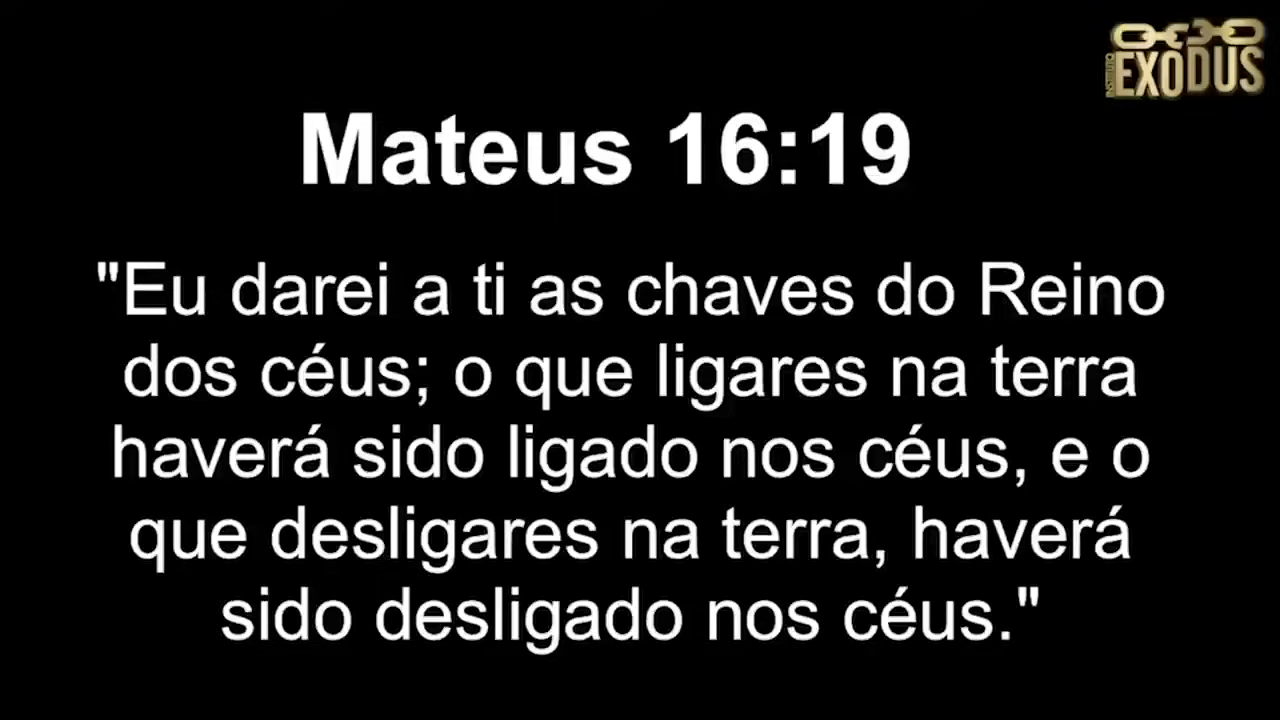 INSTITUTO
EXODUS
Mateus 16:19
"Eu darei a ti as chaves do Reino
dos céus; o que ligares na terra
haverá sido ligado nos céus, e o
que desligares na terra, haverá
sido desligado nos céus."